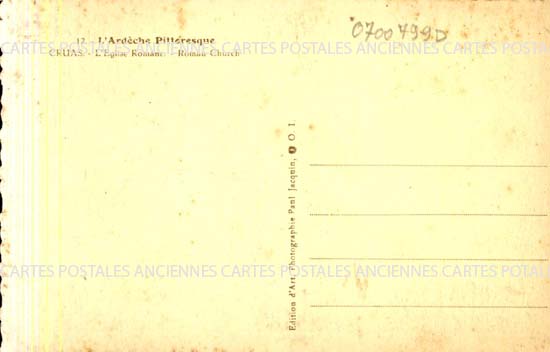 0700799D
12. - L'Ardèche Pittoresque
CARTES POSTALES ANCIENNES CARTES POSTALES ANCIENNES CARTES POSTALES
CRUAS. - L'Eglise Romane. - Roman Church
Edition d'Art, Photographie Paul Jacquin, O. I.
CARTES POSTALES ANCIENNES CARTES POSTALES ANCIENNES CARTES POSTALES